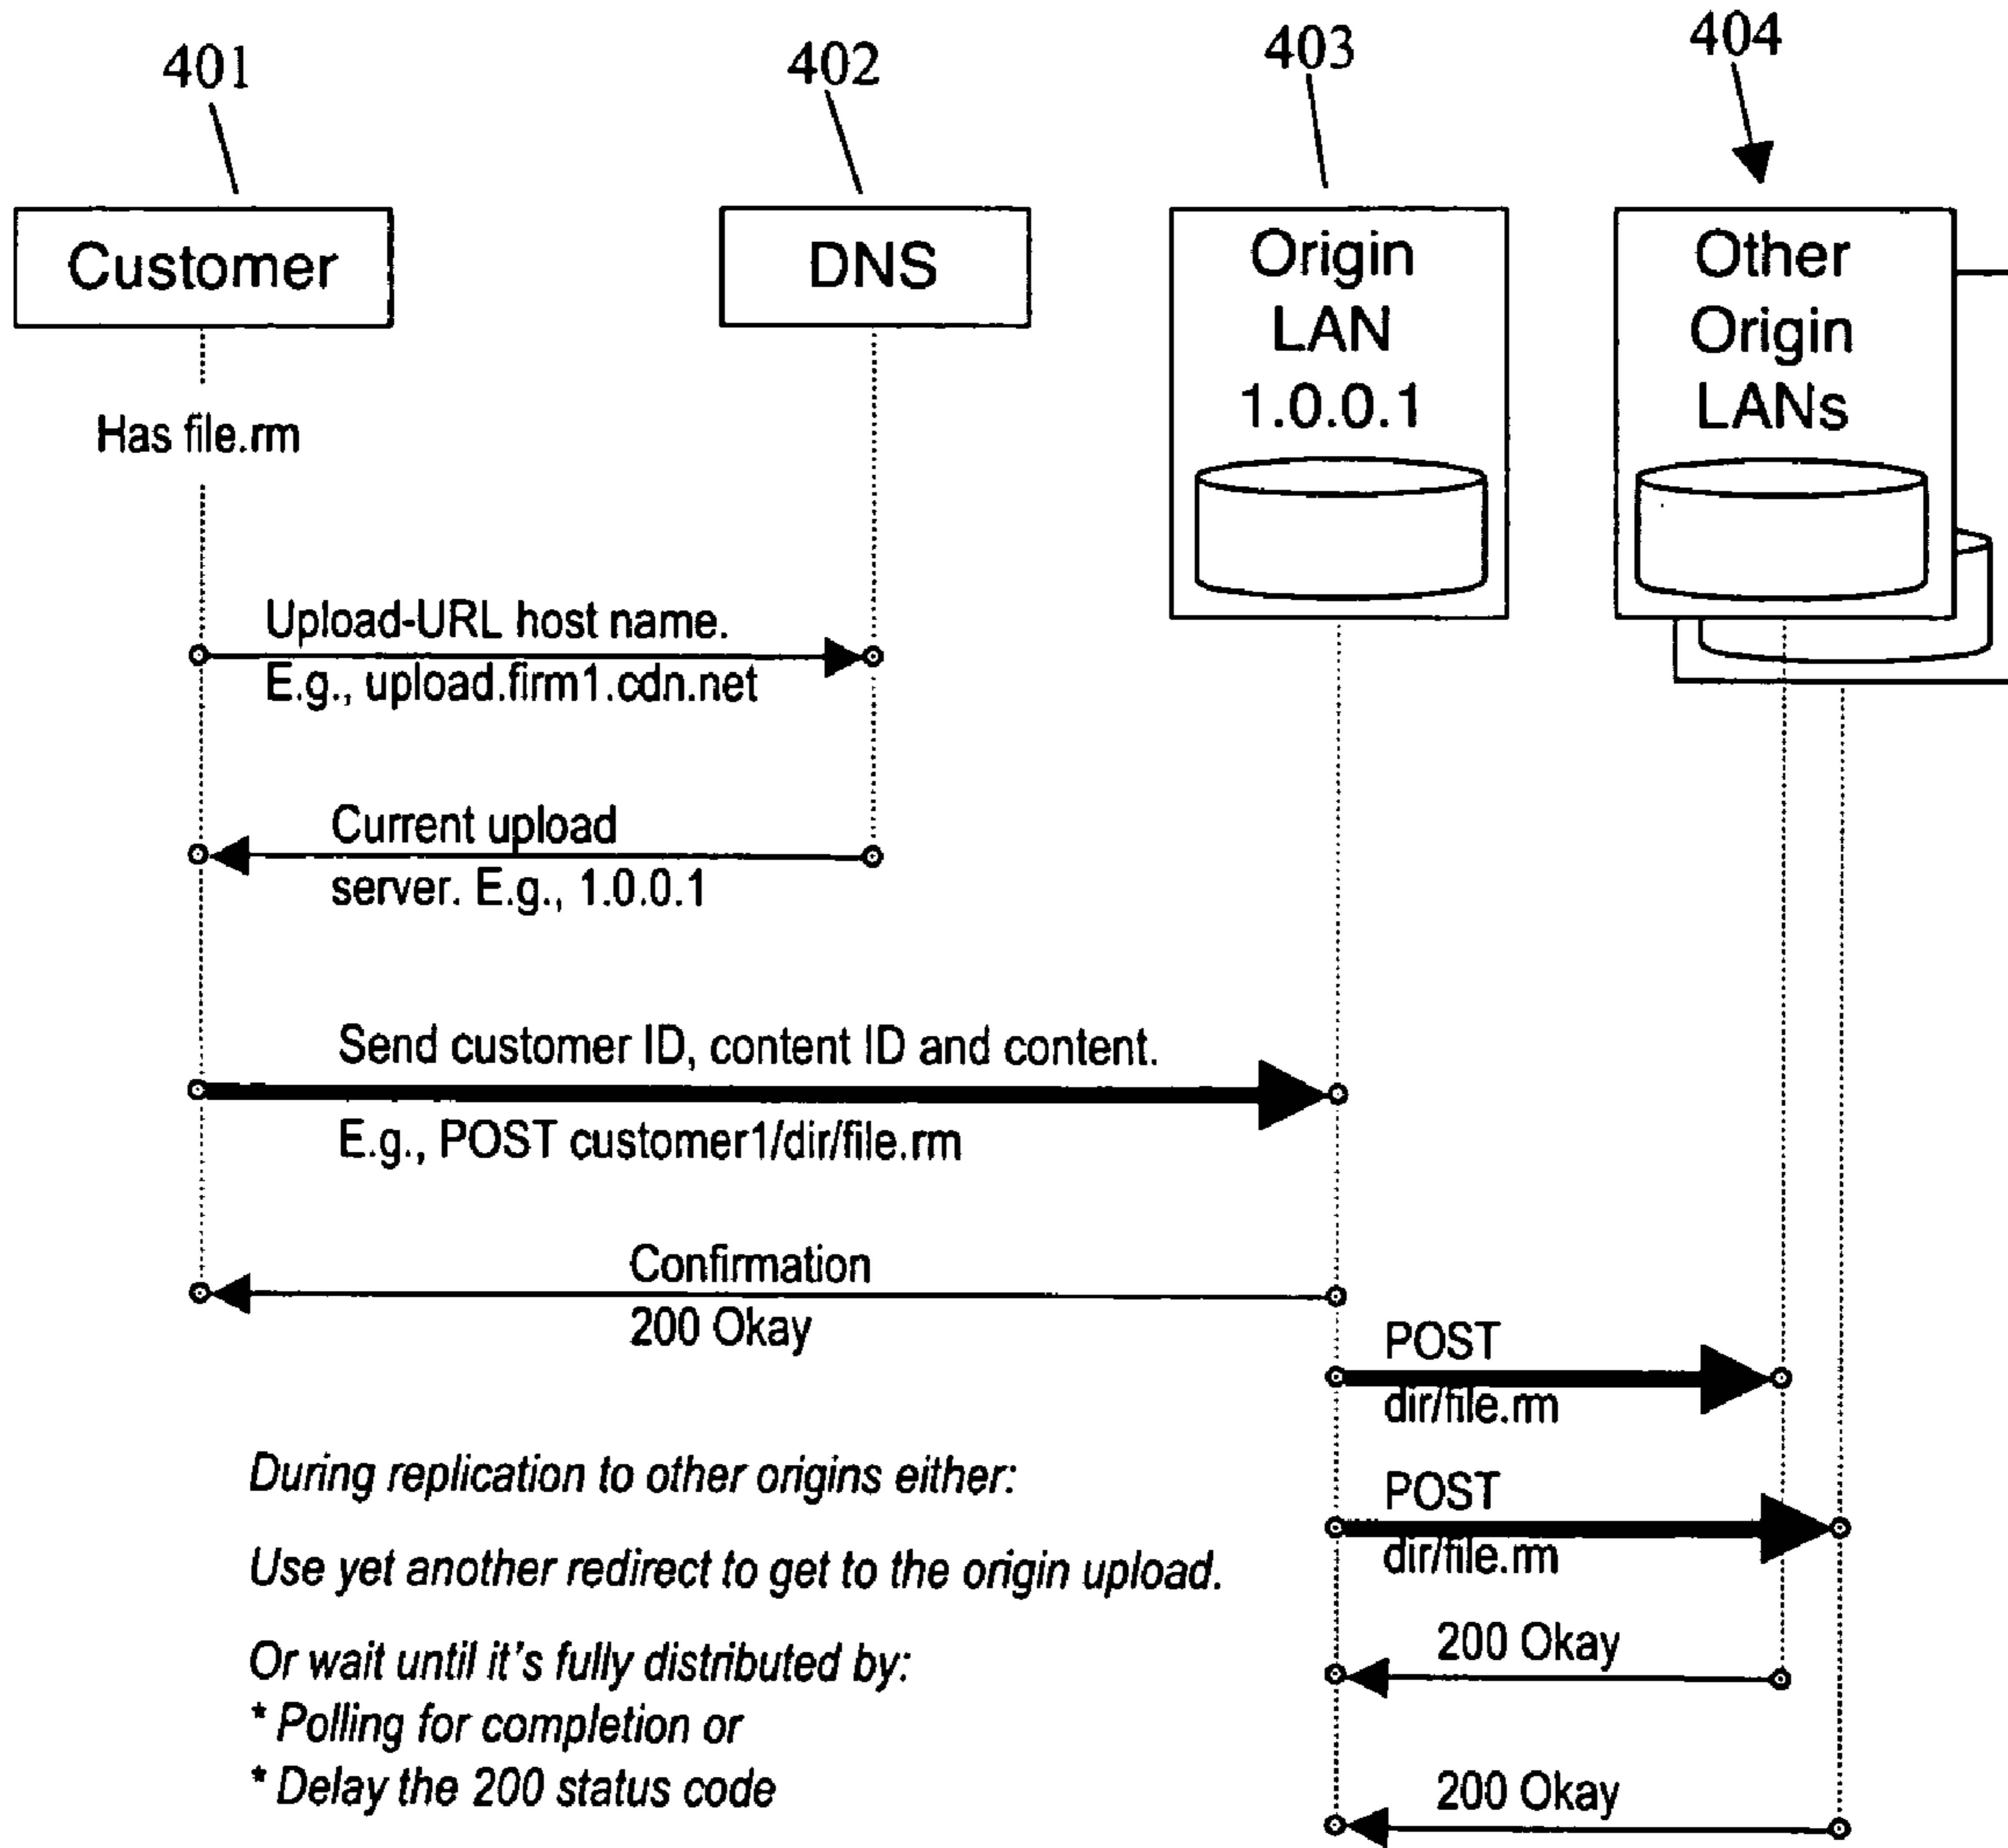 401
402
403
404
Customer
DNS
Origin
LAN
1.0.0.1
Other
Origin
LANs
Has file.rm
Upload-URL host name.
E.g., upload.firm1.cdn.net
Current upload
server. E.g., 1.0.0.1
Send customer ID, content ID and content.
E.g., POST customer1/dir/file.rm
Confirmation
200 Okay
POST
dir/file.rm
During replication to other origins either:
POST
dir/file.rm
Use yet another redirect to get to the origin upload.
200 Okay
Or wait until it's fully distributed by:
* Polling for completion or
* Delay the 200 status code
200 Okay